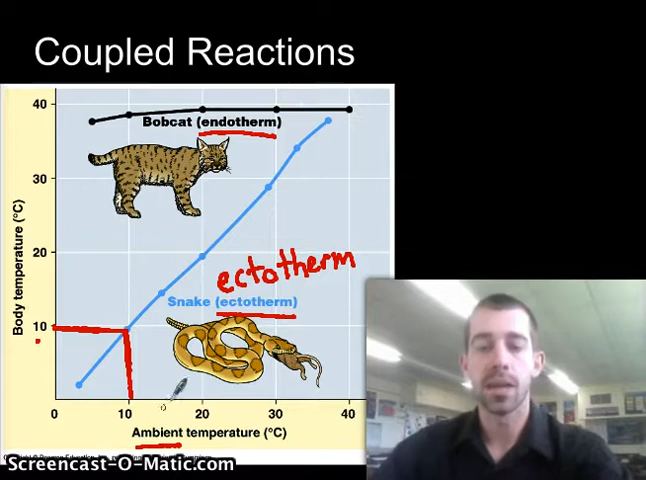 Coupled Reactions
40
Bobcat (endotherm)
30
Body temperature (°C)
20
ectotherm
Snake (ectotherm)
10
0 10 20 30 40
Ambient temperature (°C)
Screencast-O-Matic.com